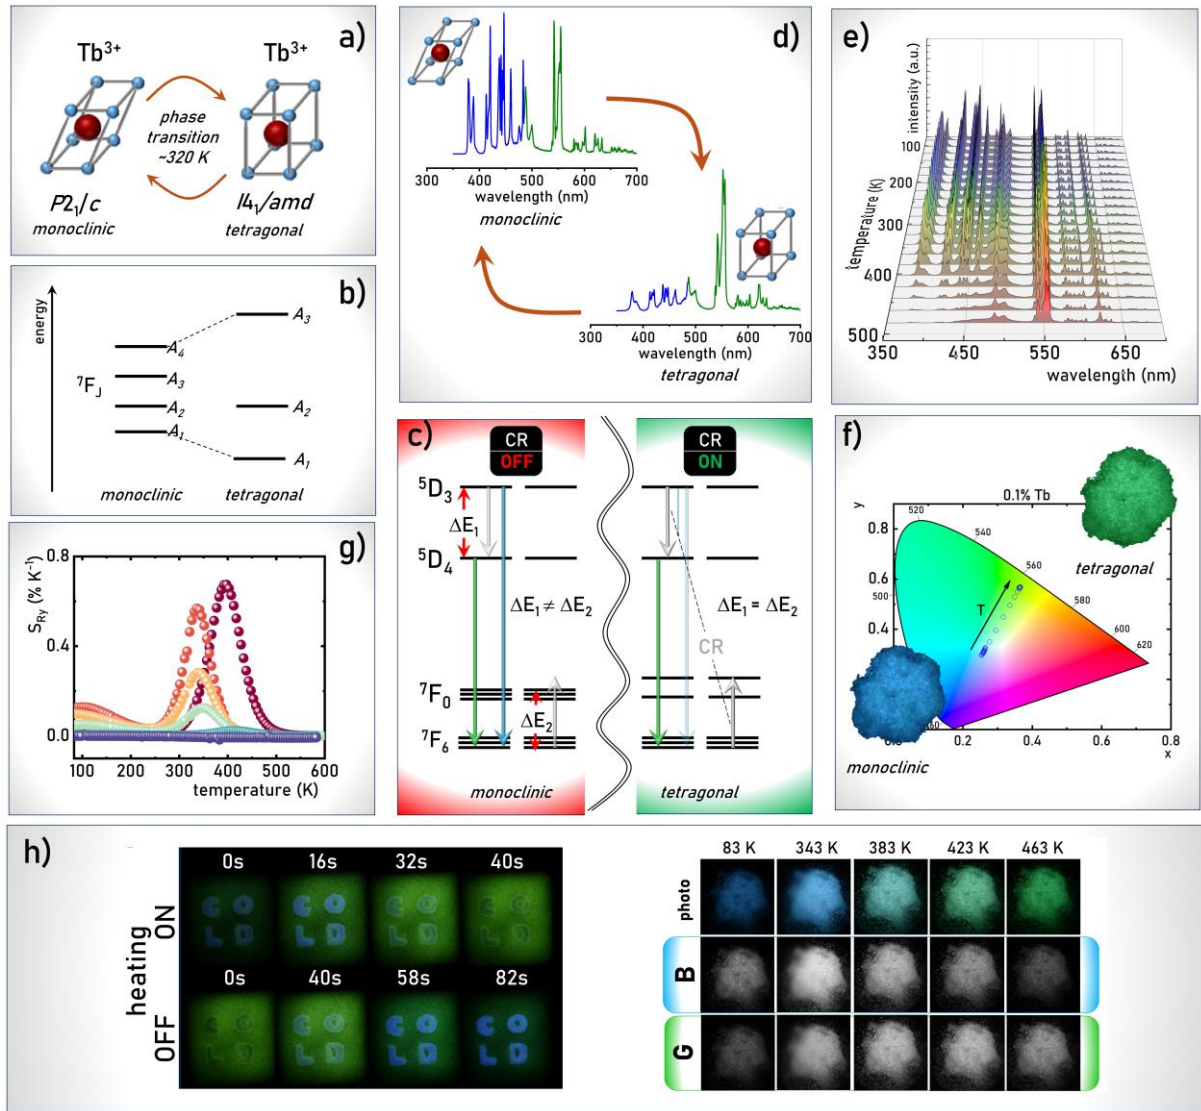 a)
Tb³⁺ Tb³⁺
phase
transition
~320 K
P2₁/c I4₁/amd
monoclinic tetragonal
b)
energy
⁷F_J
A₄
A₃
A₂
A₁
A₃
A₂
A₁
monoclinic tetragonal
g)
S_Ry (% K⁻¹)
0.8
0.4
0.0
100 200 300 400 500 600
temperature (K)
d)
300 400 500 600 700
wavelength (nm)
monoclinic
300 400 500 600 700
wavelength (nm)
tetragonal
c)
CR
OFF
CR
ON
⁵D₃
ΔE₁
⁵D₄
ΔE₁ ≠ ΔE₂
ΔE₁ = ΔE₂
CR
⁷F₀
ΔE₂
⁷F₆
monoclinic tetragonal
e)
intensity (a.u.)
temperature (K)
100
200
300
400
500
350 450 550 650
wavelength (nm)
f)
0.1% Tb
y
0.8
0.6
0.4
520
540
560
500
580
600
620
T
tetragonal
0.2 0.4 0.6 0.8
x
monoclinic
h)
heating
ON
OFF
0s 16s 32s 40s
C O
L D
0s 40s 58s 82s
C O
L D
83 K 343 K 383 K 423 K 463 K
photo
B
G